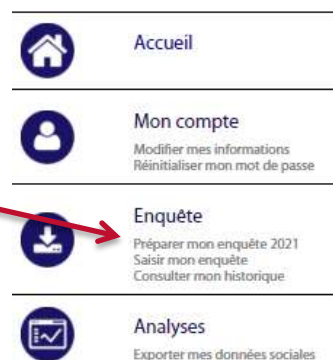 Accueil
Mon compte
Modifier mes informations
Réinitialiser mon mot de passe
Enquête
Préparer mon enquête 2021
Saisir mon enquête
Consulter mon historique
Analyses
Exporter mes données sociales